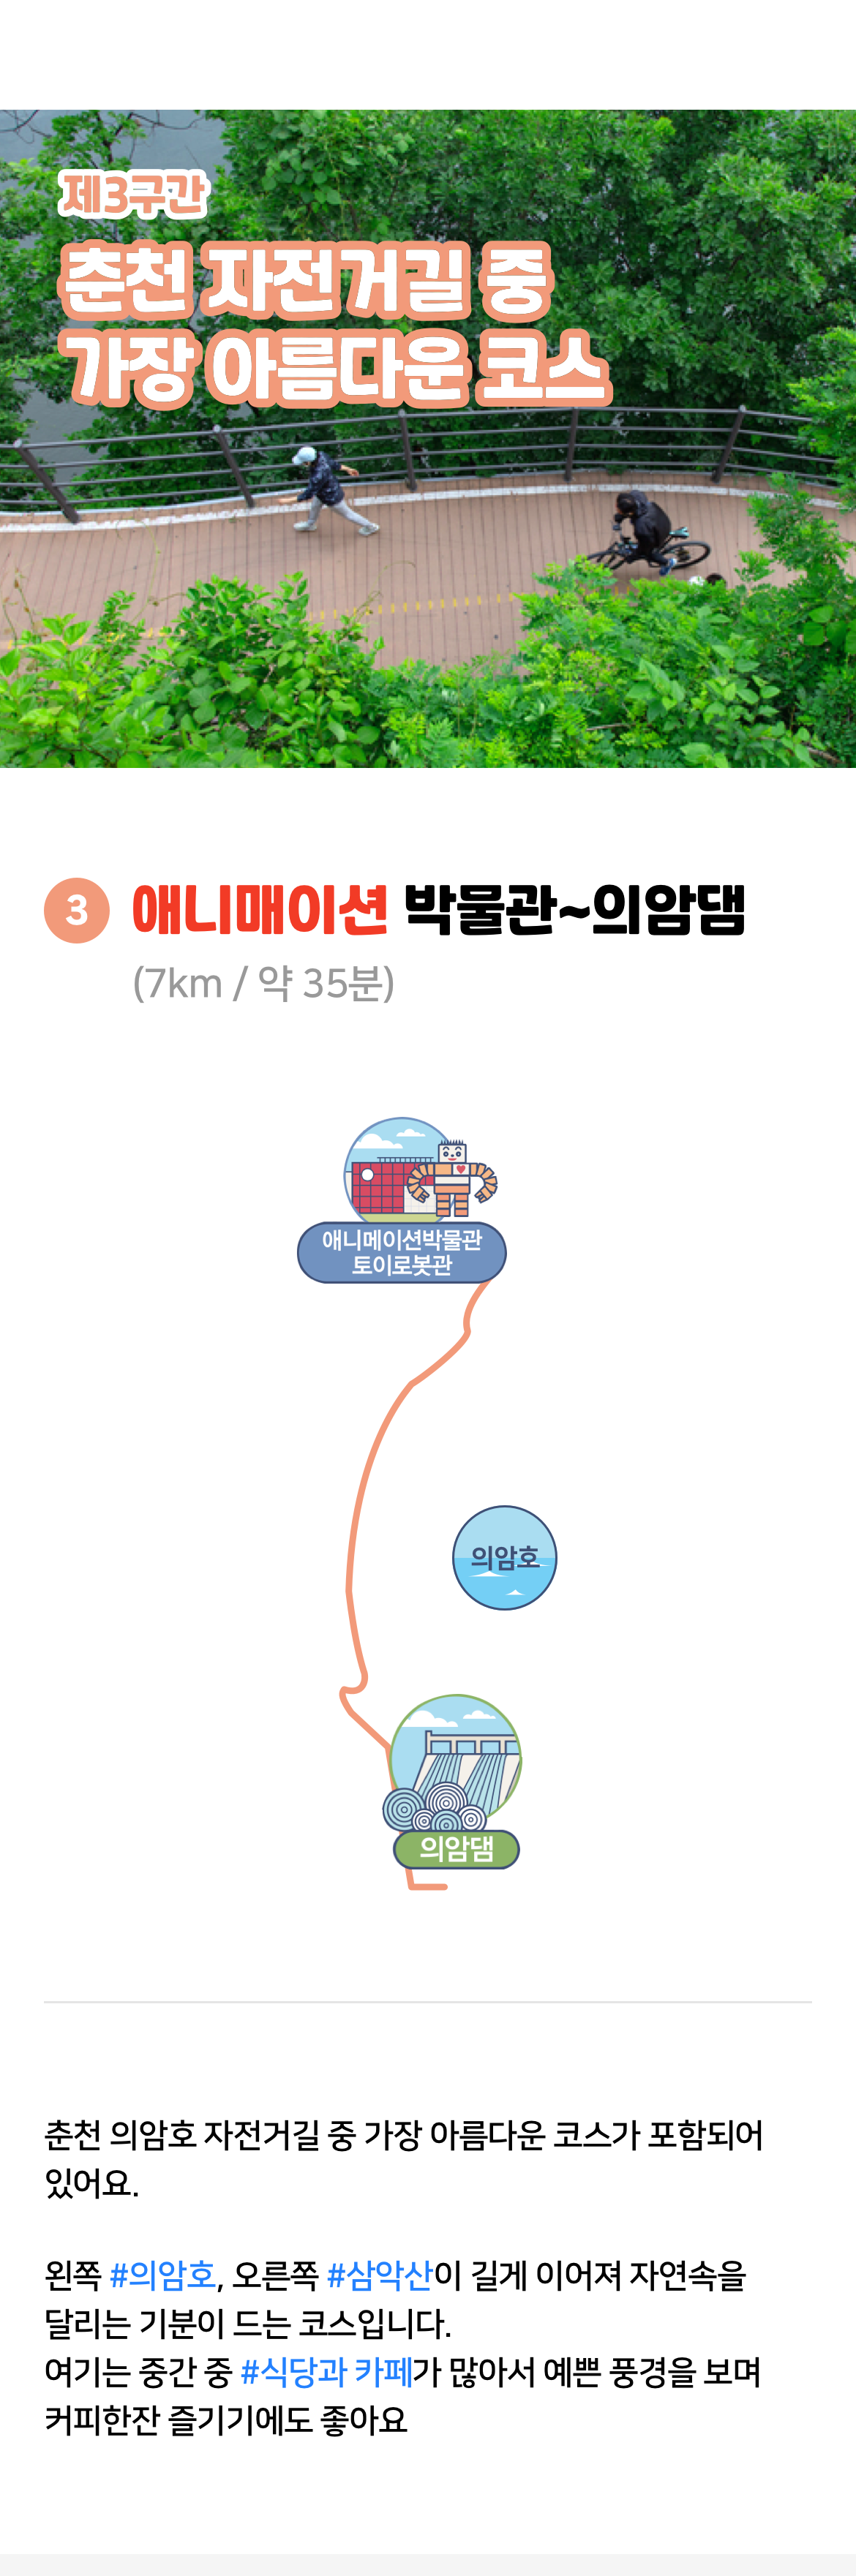 제3구간
춘천 자전거길 중
가장 아름다운 코스
3 애니매이션 박물관~의암댐
(7km / 약 35분)
애니메이션박물관
토이로봇관
의암호
의암댐
춘천 의암호 자전거길 중 가장 아름다운 코스가 포함되어
있어요.
왼쪽 #의암호, 오른쪽 #삼악산이 길게 이어져 자연속을
달리는 기분이 드는 코스입니다.
여기는 중간 중 #식당과 카페가 많아서 예쁜 풍경을 보며
커피한잔 즐기기에도 좋아요